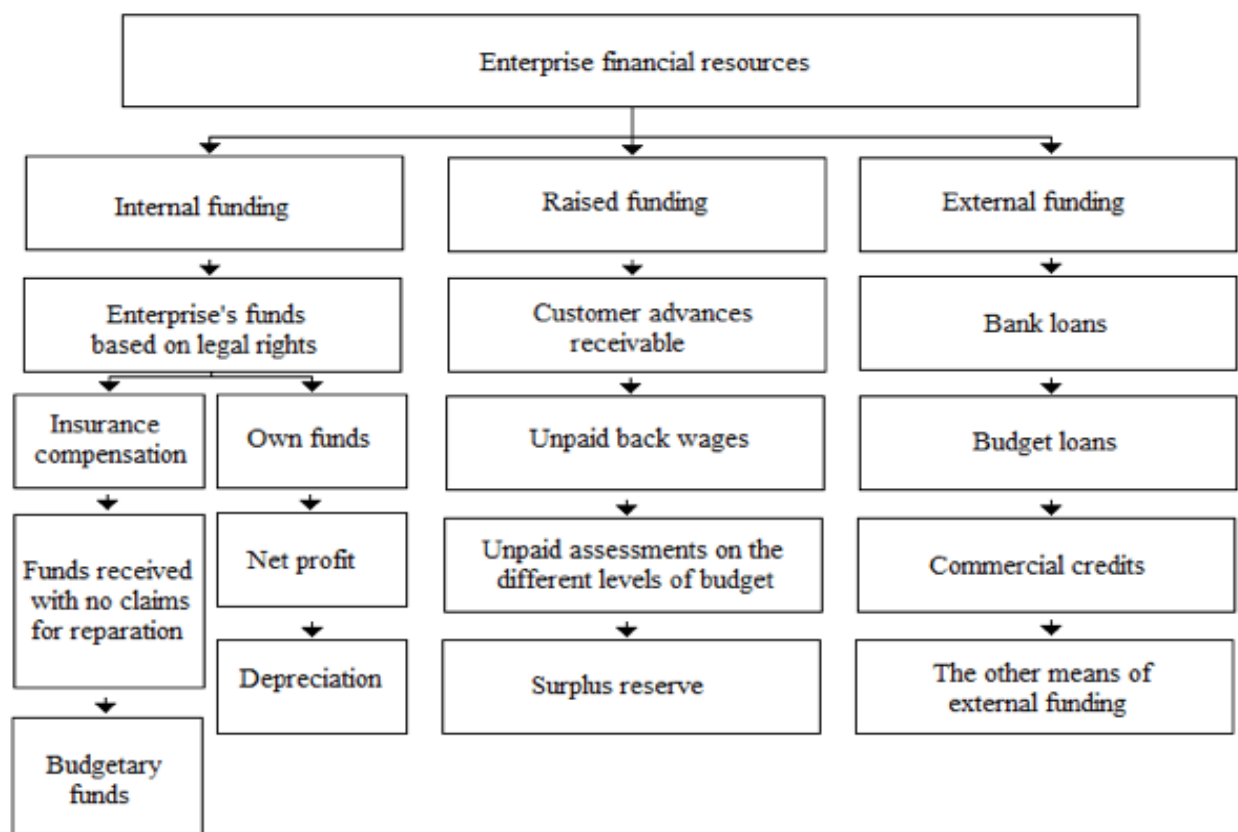 Enterprise financial resources
Internal funding
Raised funding
External funding
Enterprise's funds
based on legal rights
Customer advances
receivable
Bank loans
Insurance
compensation
Own funds
Unpaid back wages
Budget loans
Funds received
with no claims
for reparation
Net profit
Unpaid assessments on the
different levels of budget
Commercial credits
Depreciation
Surplus reserve
The other means of
external funding
Budgetary
funds